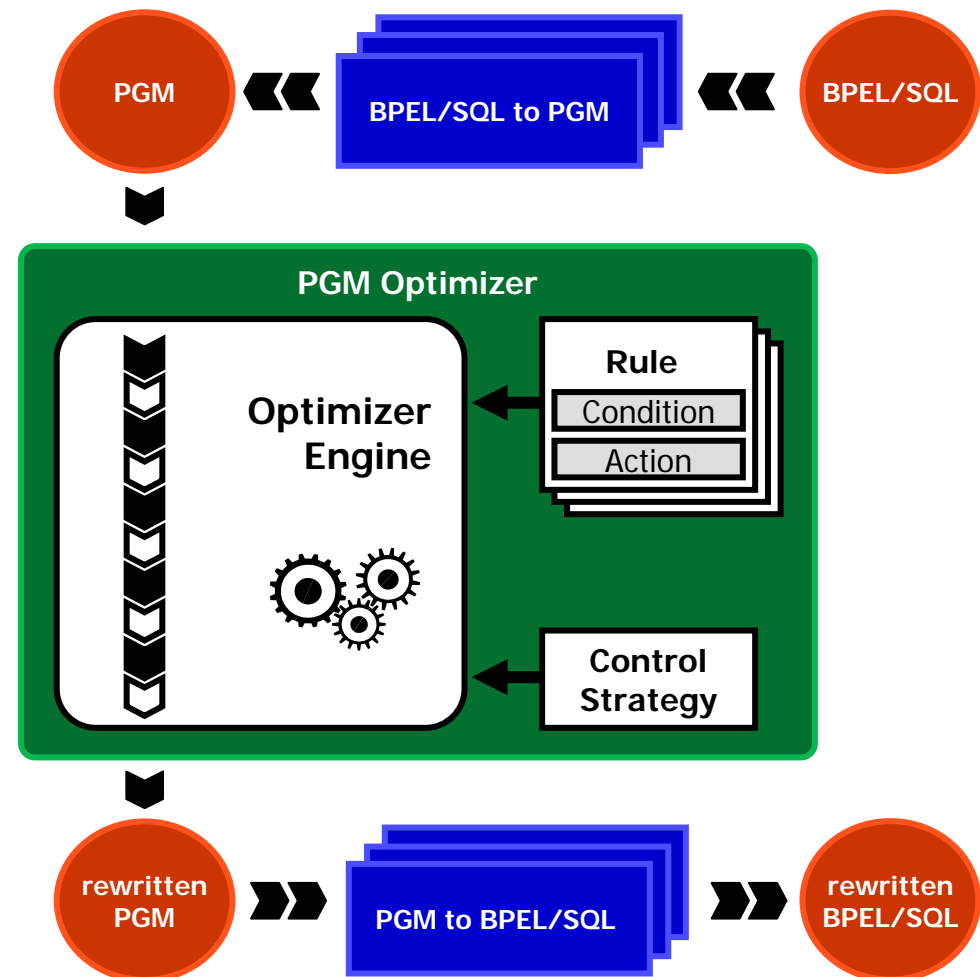 PGM
BPEL/SQL to PGM
BPEL/SQL
PGM Optimizer
Optimizer
Engine
Rule
Condition
Action
Control
Strategy
rewritten
PGM
PGM to BPEL/SQL
rewritten
BPEL/SQL